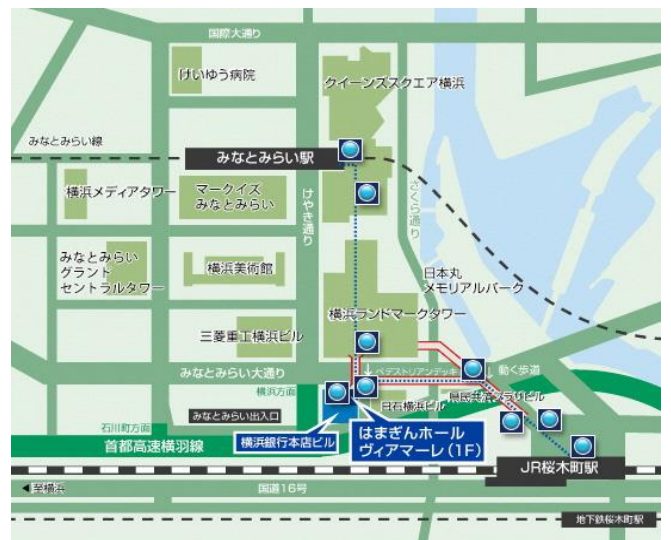 国際大通り
けいゆう病院
クイーンズスクエア横浜
みなとみらい線
みなとみらい駅
横浜メディアタワー
マークイズ
みなとみらい
けやき通り
さくら通り
みなとみらい
グラント
セントラルタワー
横浜美術館
日本丸
メモリアルパーク
横浜ランドマークタワー
三菱重工横浜ビル
みなとみらい大通り
ペデストリアンデッキ
動く歩道
横浜方面
日石横浜ビル
県民共済プラザビル
石川町方面
みなとみらい出入口
首都高速横羽線
横浜銀行本店ビル
はまぎんホール
ヴィアマーレ(1F)
JR桜木町駅
至横浜
国道16号
地下鉄桜木町駅